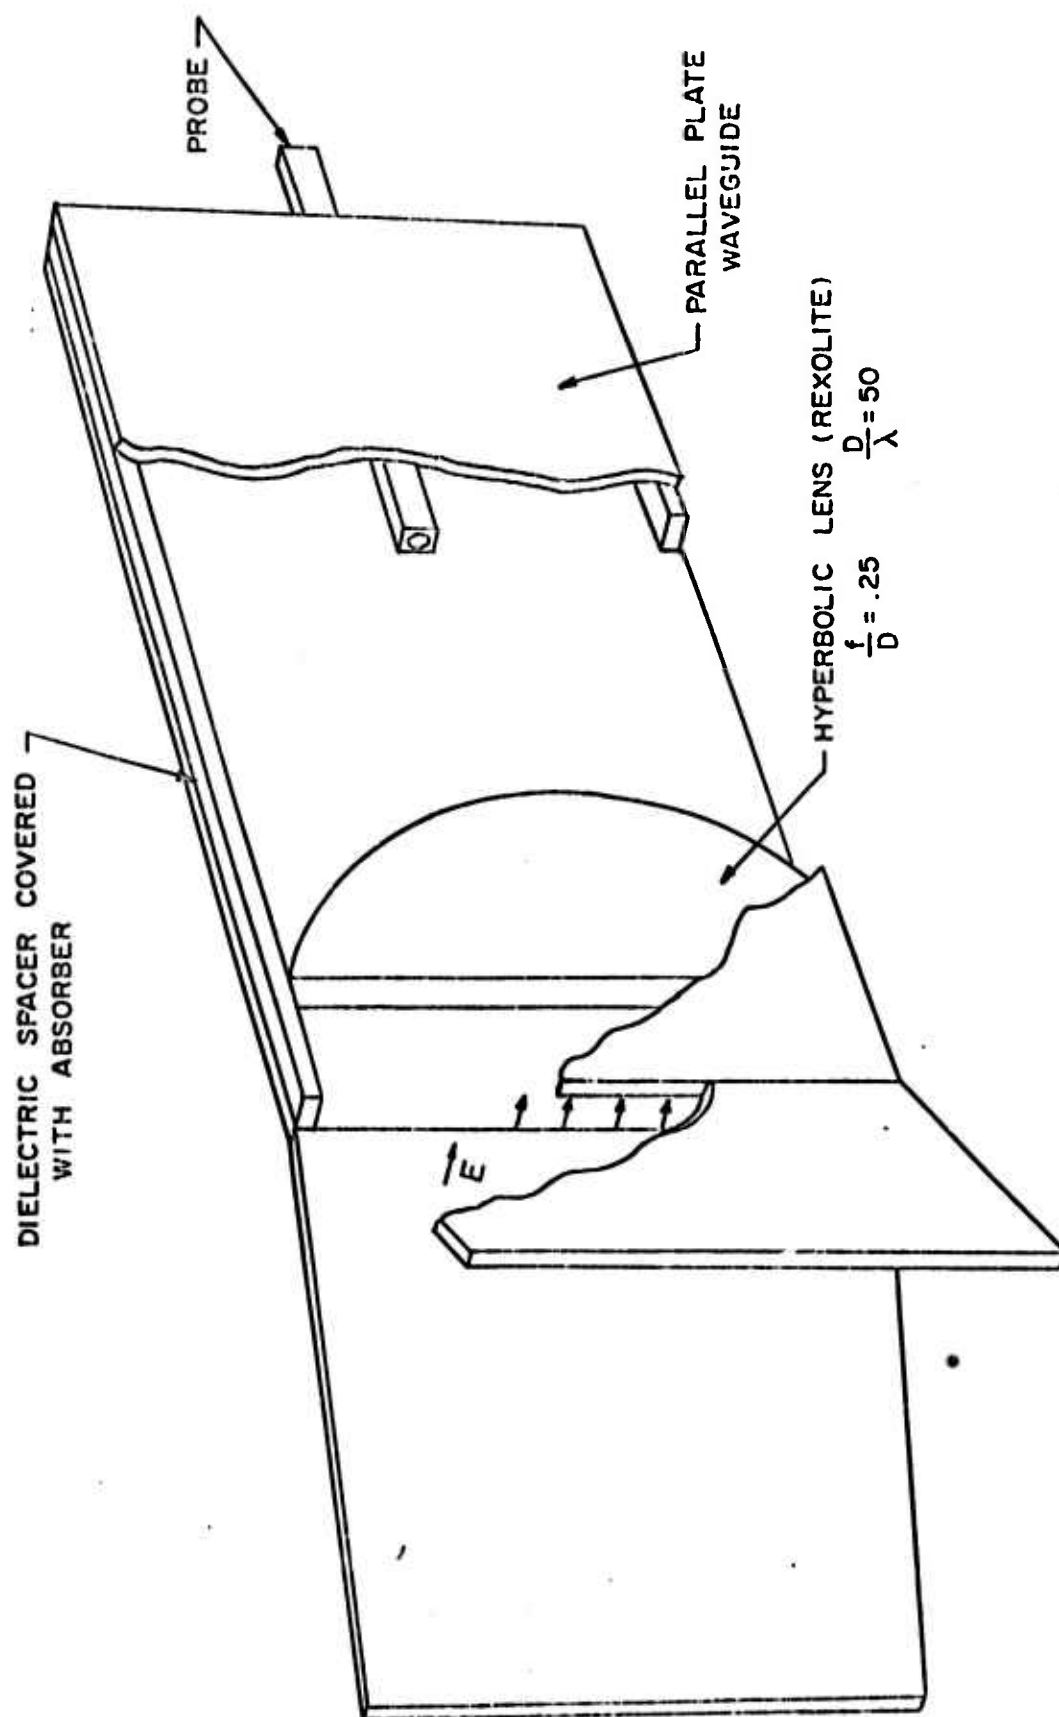 DIELECTRIC SPACER COVERED
WITH ABSORBER
PROBE
PARALLEL PLATE
WAVEGUIDE
HYPERBOLIC LENS (REXOLITE)
f/D = .25 D/λ = 50
E